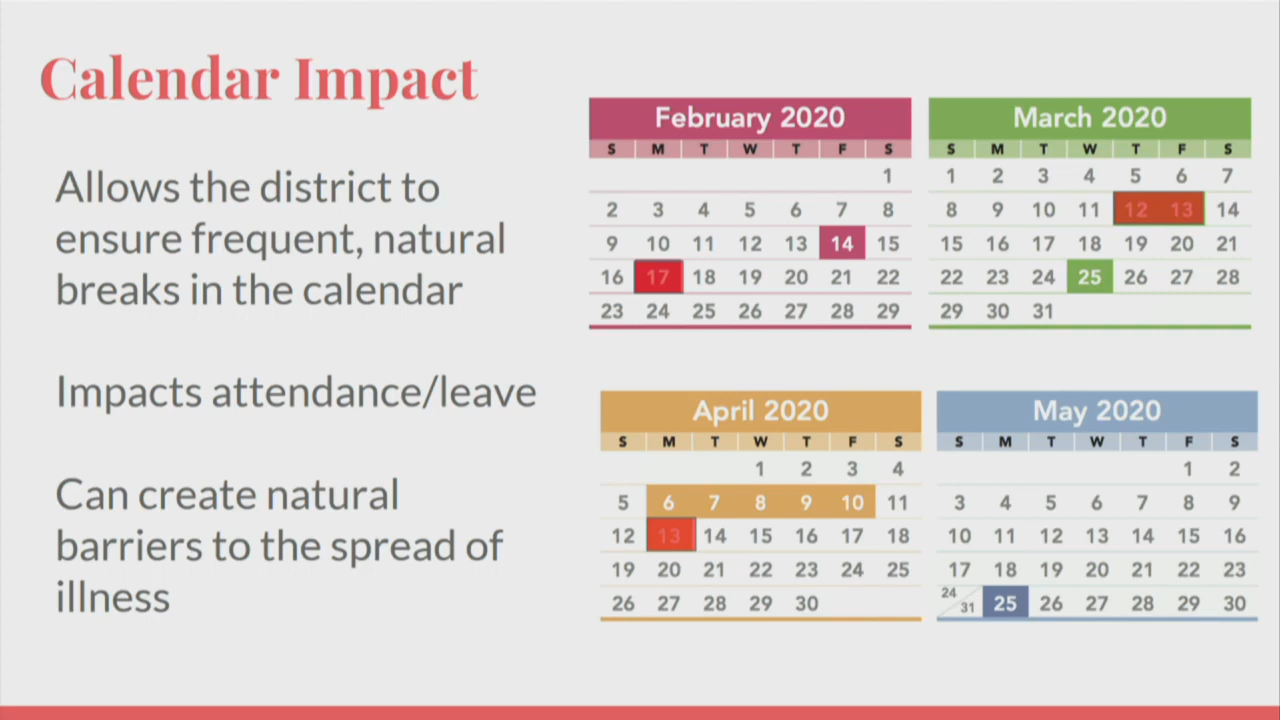 Calendar Impact
Allows the district to
ensure frequent, natural
breaks in the calendar
Impacts attendance/leave
Can create natural
barriers to the spread of
illness
February 2020
S M T W T F S
1
2 3 4 5 6 7 8
9 10 11 12 13 14 15
16 17 18 19 20 21 22
23 24 25 26 27 28 29
March 2020
S M T W T F S
1 2 3 4 5 6 7
8 9 10 11 12 13 14
15 16 17 18 19 20 21
22 23 24 25 26 27 28
29 30 31
April 2020
S M T W T F S
1 2 3 4
5 6 7 8 9 10 11
12 13 14 15 16 17 18
19 20 21 22 23 24 25
26 27 28 29 30
May 2020
S M T W T F S
1 2
3 4 5 6 7 8 9
10 11 12 13 14 15 16
17 18 19 20 21 22 23
24 31 25 26 27 28 29 30